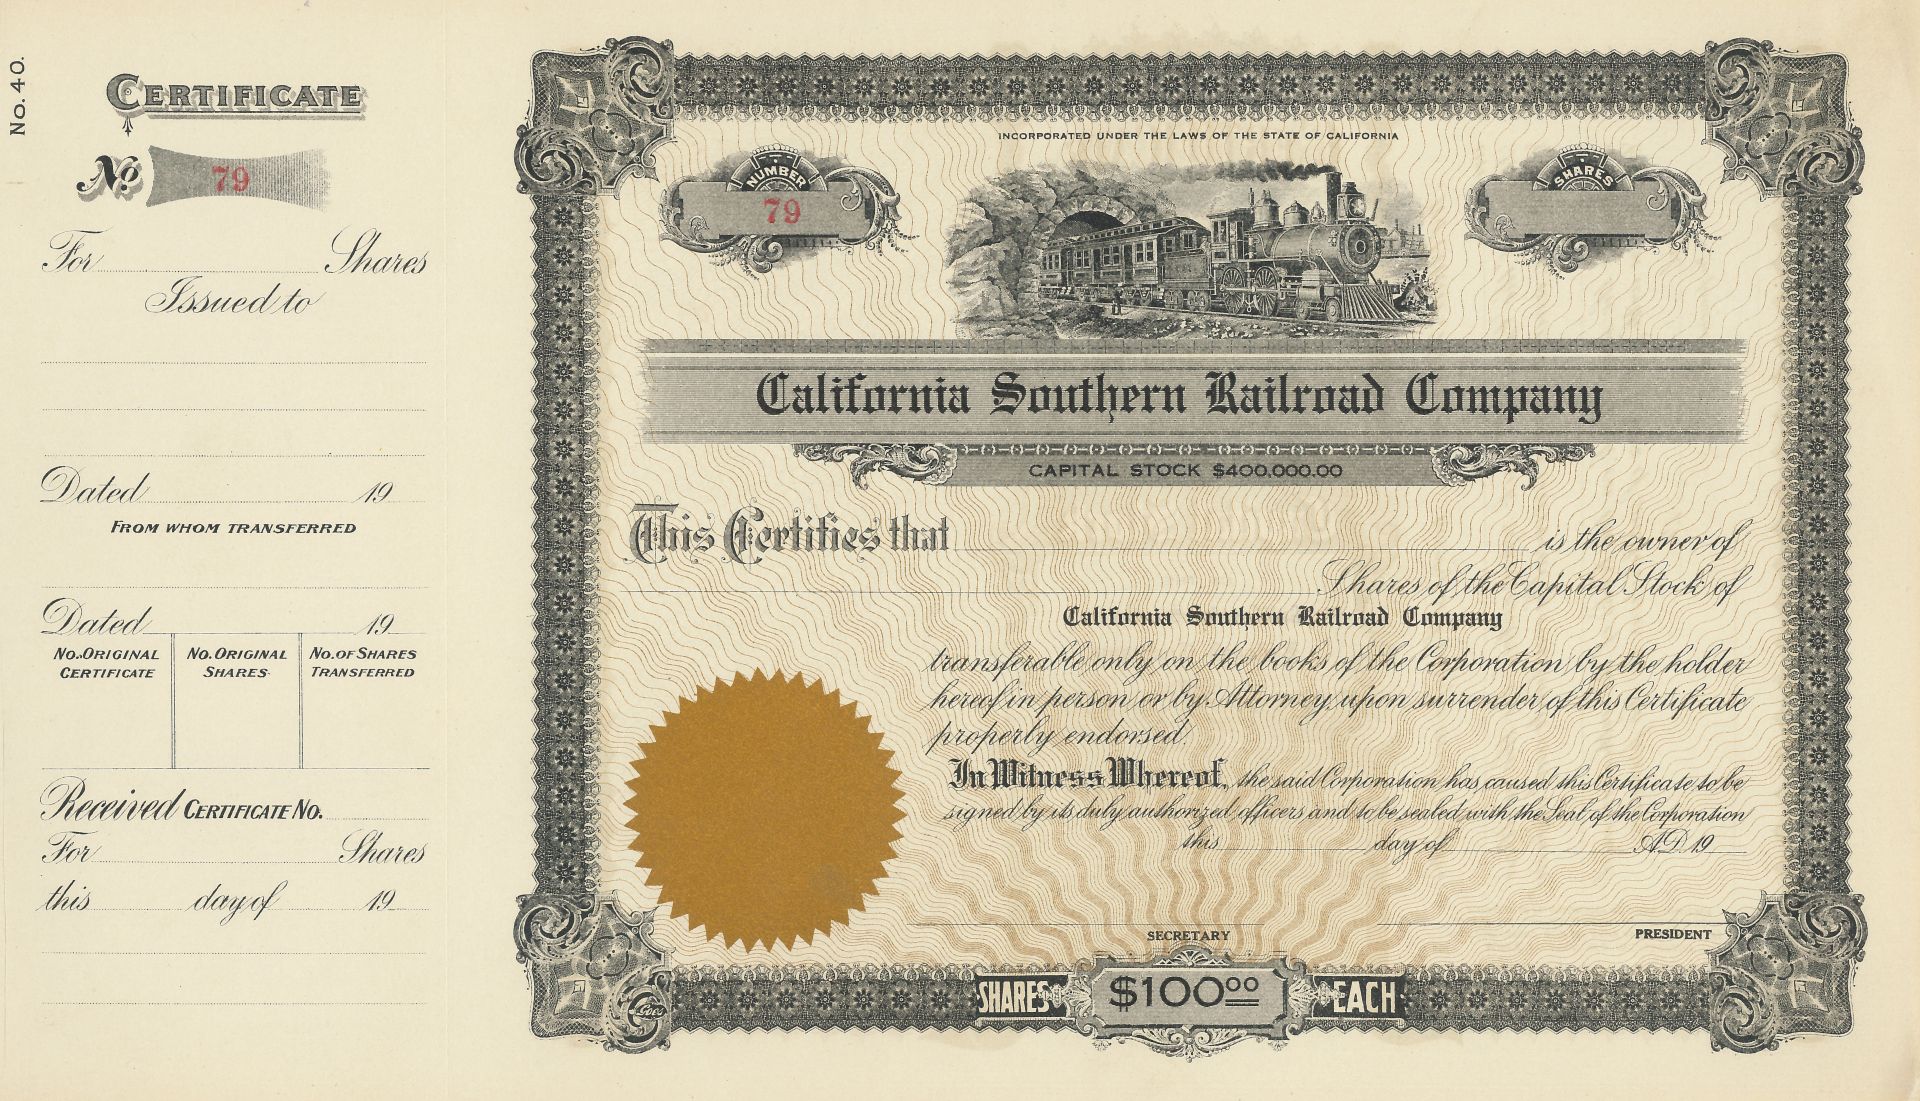 No. 40.
CERTIFICATE
No. 79
For Shares
Issued to
Dated 19
FROM WHOM TRANSFERRED
Dated 19
NO. ORIGINAL CERTIFICATE
NO. ORIGINAL SHARES
NO. OF SHARES TRANSFERRED
Received CERTIFICATE NO.
For Shares
this day of 19
INCORPORATED UNDER THE LAWS OF THE STATE OF CALIFORNIA
NUMBER
79
SHARES
California Southern Railroad Company
CAPITAL STOCK $400,000.00
This Certifies that is the owner of
Shares of the Capital Stock of
California Southern Railroad Company
transferable only on the books of the Corporation by the holder
hereof in person or by Attorney upon surrender of this Certificate
properly endorsed.
In Witness Whereof, the said Corporation has caused this Certificate to be
signed by its duly authorized officers and to be sealed with the Seal of the Corporation
this day of A.D. 19
SECRETARY
PRESIDENT
SHARES $100.00 EACH
Goes